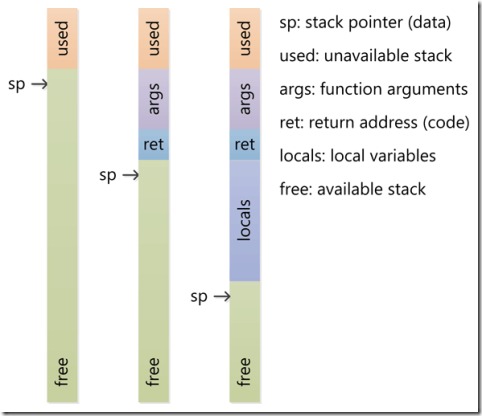 used
sp →
free
used
args
ret
sp →
free
used
args
ret
locals
sp →
free
sp: stack pointer (data)
used: unavailable stack
args: function arguments
ret: return address (code)
locals: local variables
free: available stack